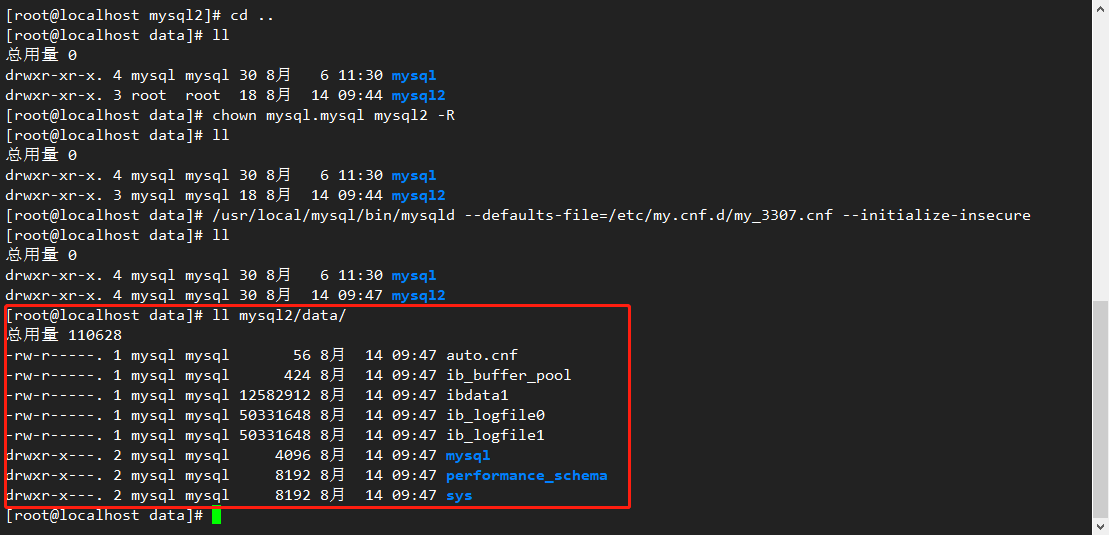 [root@localhost mysql2]# cd ..
[root@localhost data]# ll
总用量 0
drwxr-xr-x. 4 mysql mysql 30 8月   6 11:30 mysql
drwxr-xr-x. 3 root  root  18 8月  14 09:44 mysql2
[root@localhost data]# chown mysql.mysql mysql2 -R
[root@localhost data]# ll
总用量 0
drwxr-xr-x. 4 mysql mysql 30 8月   6 11:30 mysql
drwxr-xr-x. 3 mysql mysql 18 8月  14 09:44 mysql2
[root@localhost data]# /usr/local/mysql/bin/mysqld --defaults-file=/etc/my.cnf.d/my_3307.cnf --initialize-insecure
[root@localhost data]# ll
总用量 0
drwxr-xr-x. 4 mysql mysql 30 8月   6 11:30 mysql
drwxr-xr-x. 4 mysql mysql 30 8月  14 09:47 mysql2
[root@localhost data]# ll mysql2/data/
总用量 110628
-rw-r-----. 1 mysql mysql       56 8月  14 09:47 auto.cnf
-rw-r-----. 1 mysql mysql      424 8月  14 09:47 ib_buffer_pool
-rw-r-----. 1 mysql mysql 12582912 8月  14 09:47 ibdata1
-rw-r-----. 1 mysql mysql 50331648 8月  14 09:47 ib_logfile0
-rw-r-----. 1 mysql mysql 50331648 8月  14 09:47 ib_logfile1
drwxr-x---. 2 mysql mysql     4096 8月  14 09:47 mysql
drwxr-x---. 2 mysql mysql     8192 8月  14 09:47 performance_schema
drwxr-x---. 2 mysql mysql     8192 8月  14 09:47 sys
[root@localhost data]#